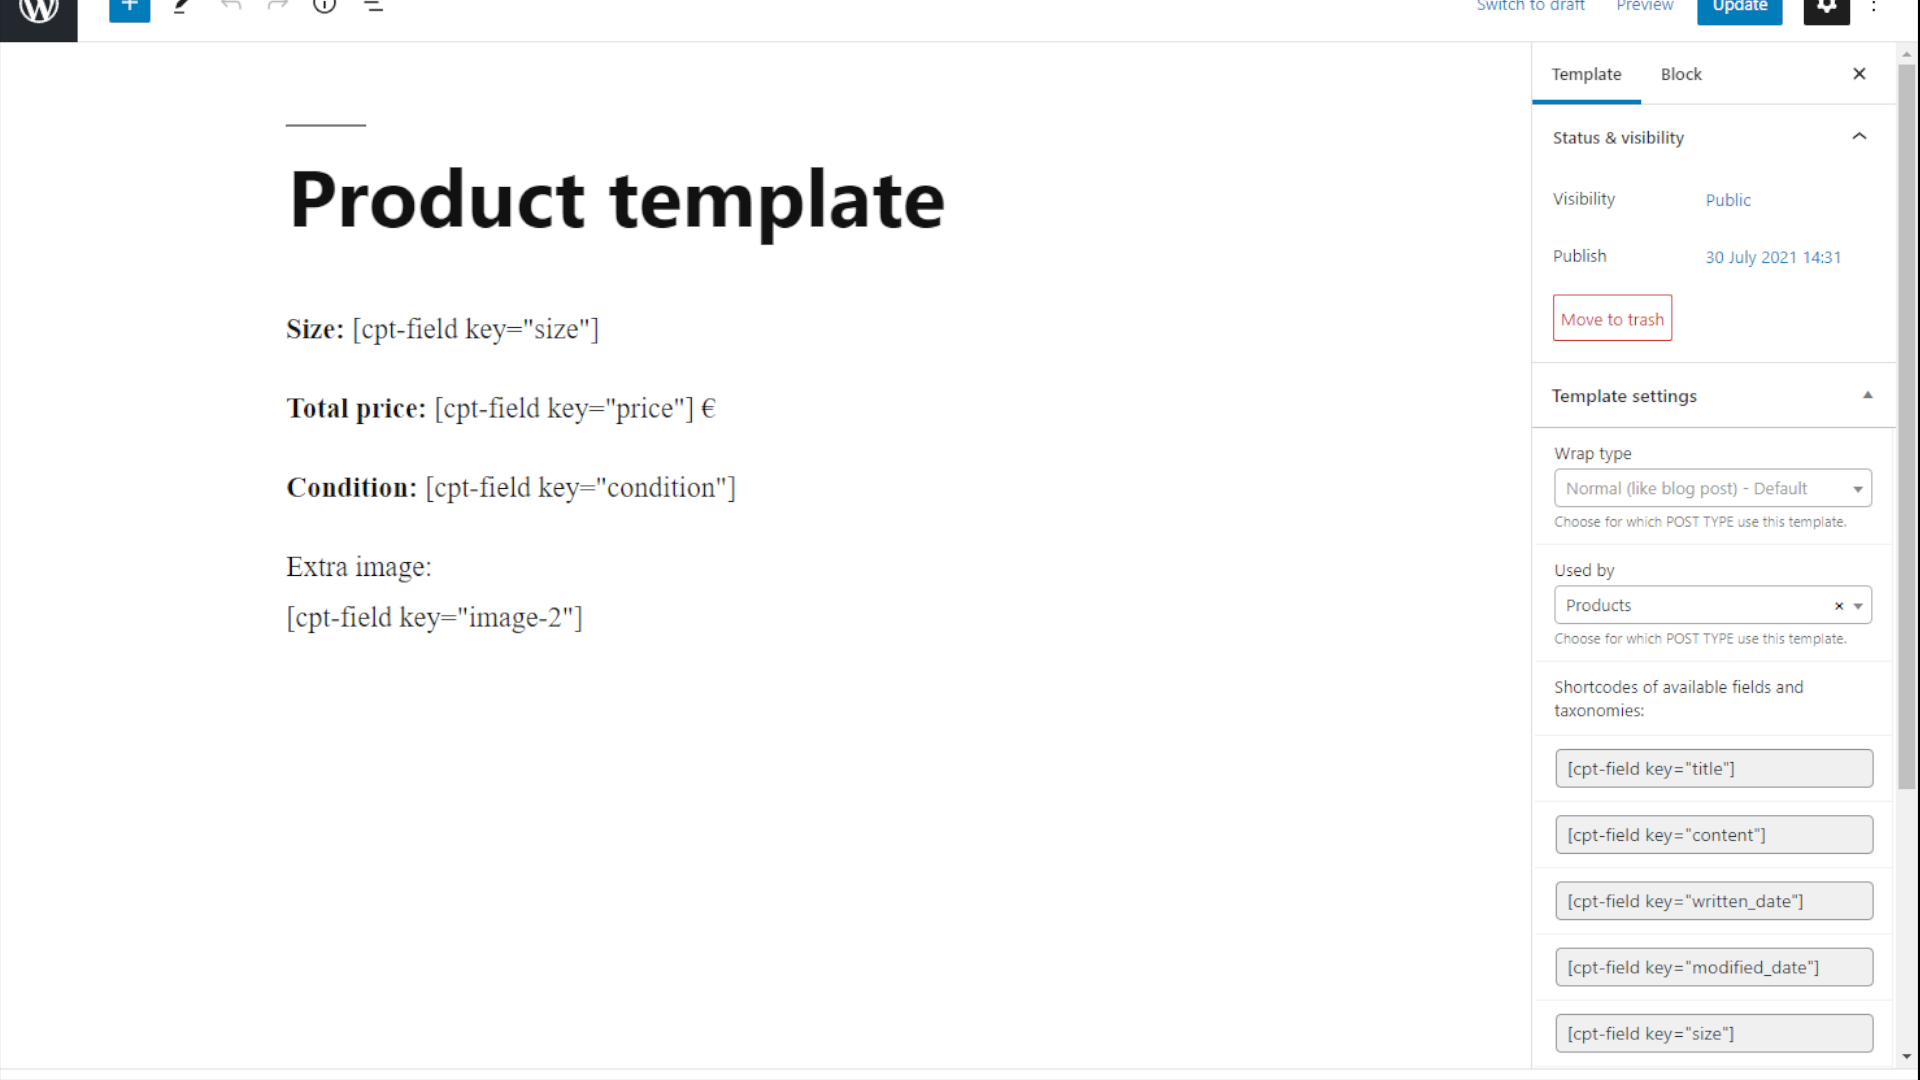 Switch to draft
Preview
Update
Template
Block
Status & visibility
Product template
Visibility
Public
Publish
30 July 2021 14:31
Move to trash
Size: [cpt-field key="size"]
Total price: [cpt-field key="price"] €
Condition: [cpt-field key="condition"]
Extra image:
[cpt-field key="image-2"]
Template settings
Wrap type
Normal (like blog post) - Default
Choose for which POST TYPE use this template.
Used by
Products
Choose for which POST TYPE use this template.
Shortcodes of available fields and
taxonomies:
[cpt-field key="title"]
[cpt-field key="content"]
[cpt-field key="written_date"]
[cpt-field key="modified_date"]
[cpt-field key="size"]